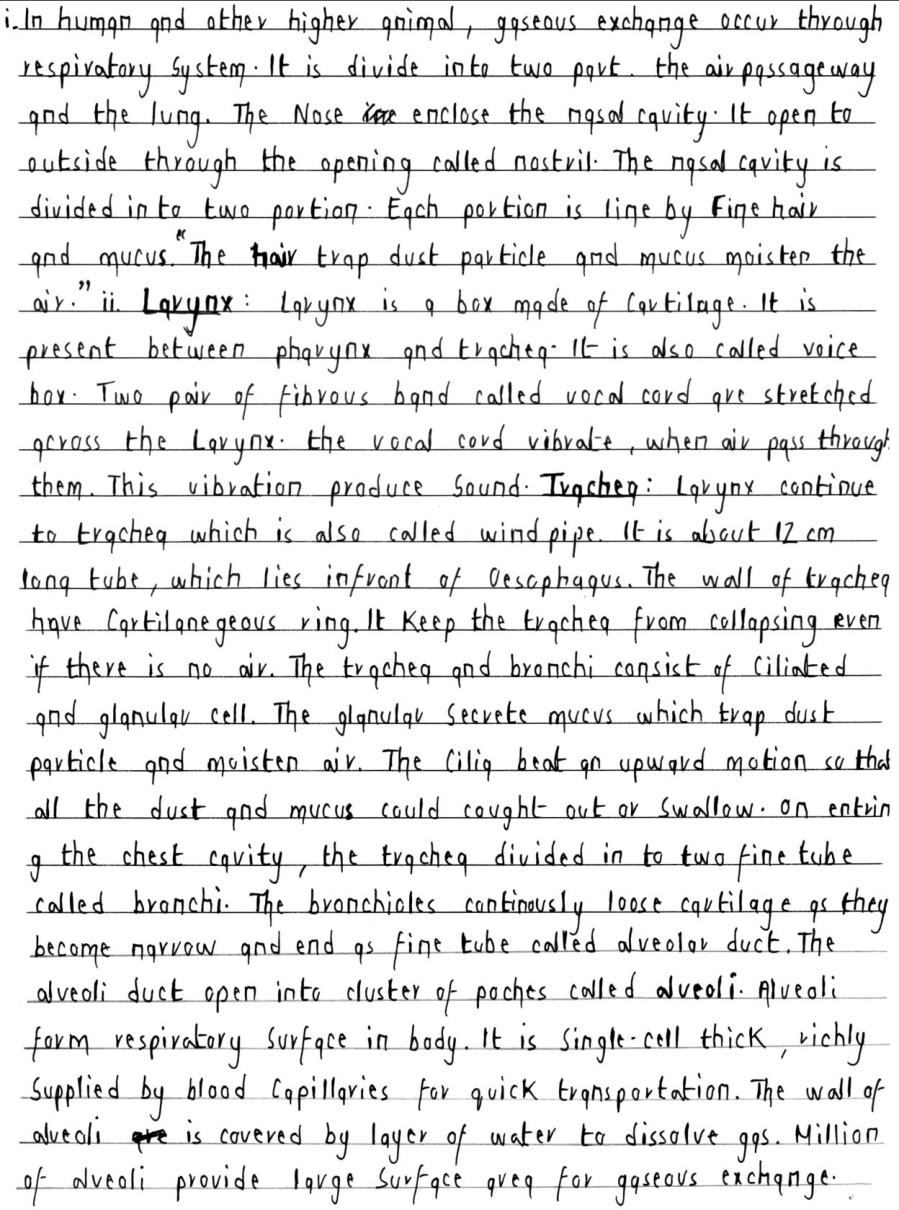 i. In human and other higher animal, gaseous exchange occur through
respiratory System. It is divide into two part. the air passageway
and the lung. The Nose enclose the nasal cavity. It open to
outside through the opening called nostril. The nasal cavity is
divided in to two portion. Each portion is line by Fine hair
and mucus. "The hair trap dust particle and mucus moisten the
air." ii. Larynx: Larynx is a box made of Cartilage. It is
present between pharynx and trachea. It is also called voice
box. Two pair of fibrous band called vocal cord are stretched
across the Larynx. the vocal cord vibrate, when air pass through
them. This vibration produce Sound. Trachea: Larynx continue
to trachea which is also called wind pipe. It is about 12 cm
long tube, which lies infront of Oesophagus. The wall of trachea
have Cartilanegeous ring. It Keep the trachea from collapsing even
if there is no air. The trachea and bronchi consist of Ciliated
and glanular cell. The glanular Secrete mucus which trap dust
particle and moisten air. The Cilia beat an upward motion so that
all the dust and mucus could cought out or Swallow. On entrin
g the chest cavity, the trachea divided in to two fine tube
called bronchi. The bronchioles continously loose cartilage as they
become narrow and end as fine tube called alveolar duct. The
alveoli duct open into cluster of poches called alveoli. Alveoli
form respiratory Surface in body. It is Single-cell thick, richly
Supplied by blood Capillaries for quick transportation. The wall of
alveoli is covered by layer of water to dissolve gas. Million
of alveoli provide large Surface area for gaseous exchange.